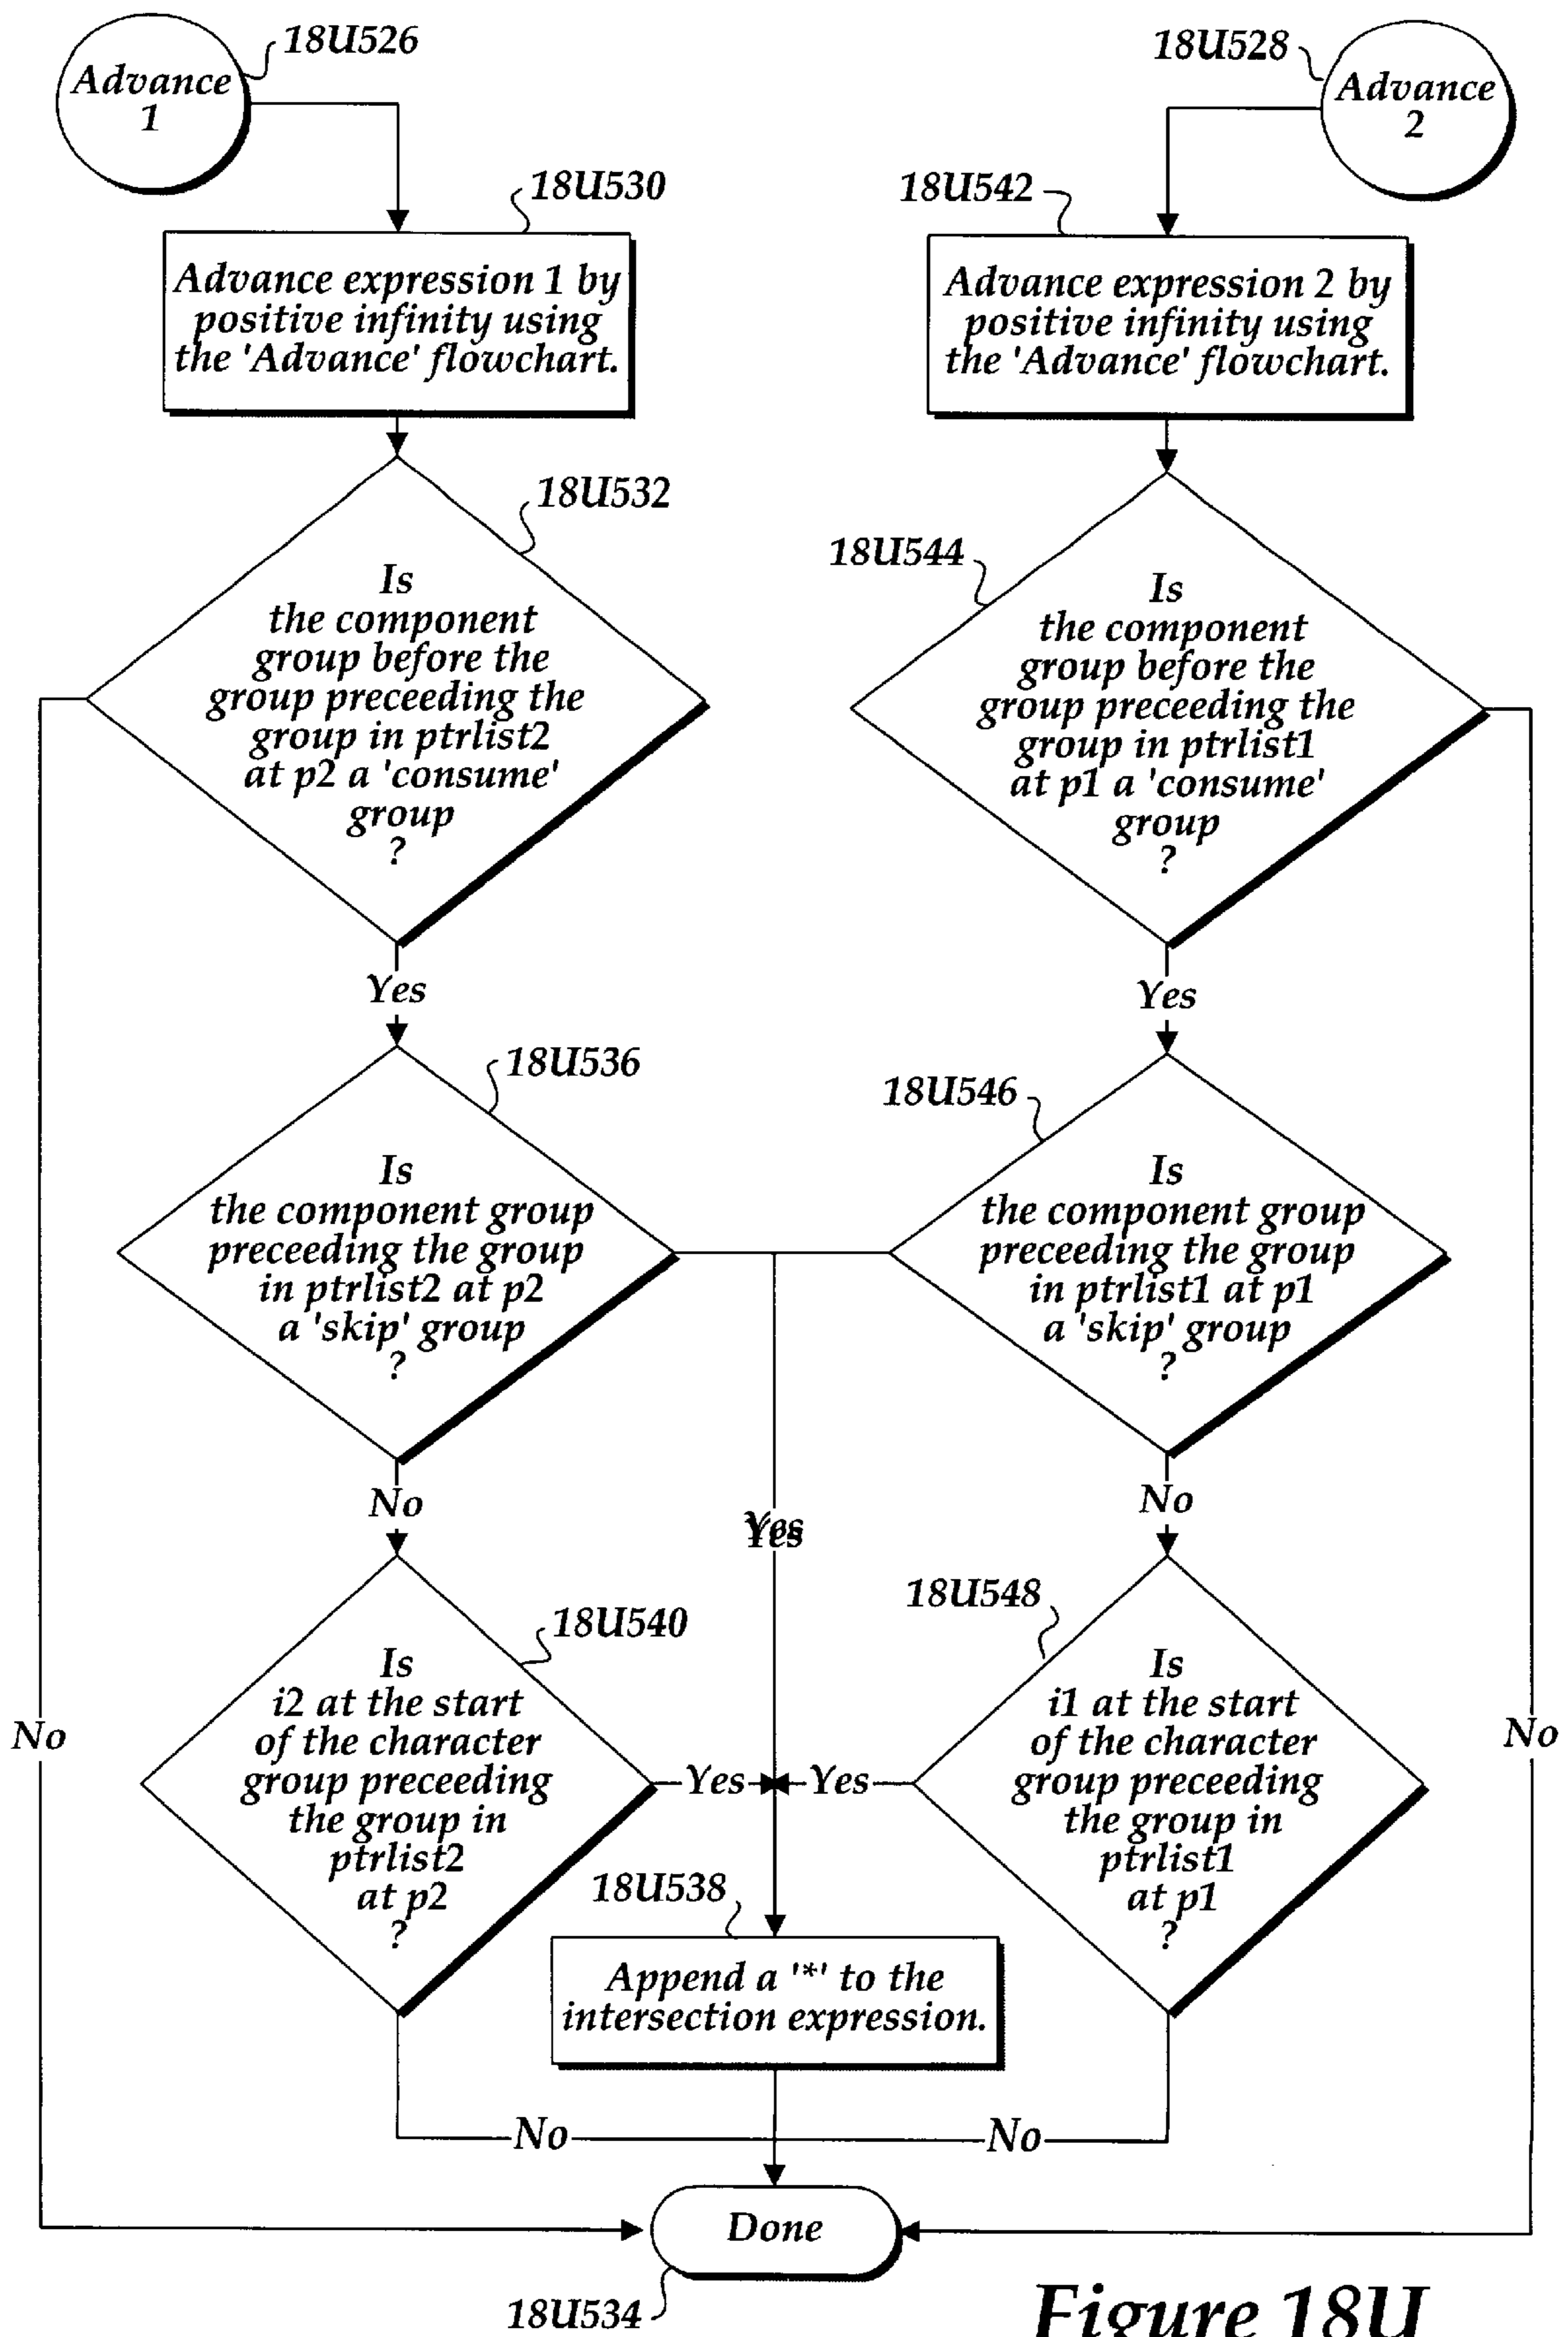 18U526
Advance
1
18U528
Advance
2
18U530
Advance expression 1 by
positive infinity using
the 'Advance' flowchart.
18U542
Advance expression 2 by
positive infinity using
the 'Advance' flowchart.
18U532
Is
the component
group before the
group preceeding the
group in ptrlist2
at p2 a 'consume'
group
?
18U544
Is
the component
group before the
group preceeding the
group in ptrlist1
at p1 a 'consume'
group
?
Yes
Yes
18U536
Is
the component group
preceeding the group
in ptrlist2 at p2
a 'skip' group
?
18U546
Is
the component group
preceeding the group
in ptrlist1 at p1
a 'skip' group
?
No
Yes
Yes
No
18U540
Is
i2 at the start
of the character
group preceeding
the group in
ptrlist2
at p2
?
18U548
Is
i1 at the start
of the character
group preceeding
the group in
ptrlist1
at p1
?
No
Yes
Yes
No
18U538
Append a '*' to the
intersection expression.
No
No
Done
18U534
Figure 18U